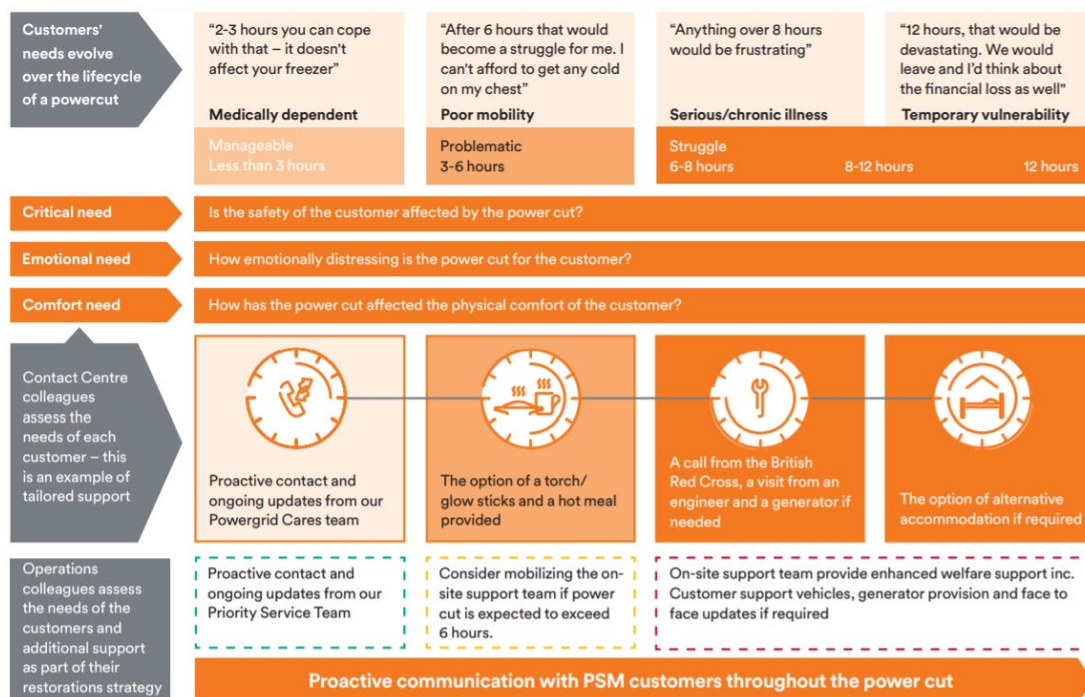 Customers'
needs evolve
over the lifecycle
of a powercut
“2-3 hours you can cope
with that – it doesn't
affect your freezer”
Medically dependent
Manageable
Less than 3 hours
“After 6 hours that would
become a struggle for me. I
can't afford to get any cold
on my chest”
Poor mobility
Problematic
3-6 hours
“Anything over 8 hours
would be frustrating”
Serious/chronic illness
Struggle
6-8 hours
8-12 hours
“12 hours, that would be
devastating. We would
leave and I'd think about
the financial loss as well”
Temporary vulnerability
12 hours
Critical need
Is the safety of the customer affected by the power cut?
Emotional need
How emotionally distressing is the power cut for the customer?
Comfort need
How has the power cut affected the physical comfort of the customer?
Contact Centre
colleagues
assess the
needs of each
customer – this
is an example of
tailored support
Proactive contact and
ongoing updates from our
Powergrid Cares team
The option of a torch/
glow sticks and a hot meal
provided
A call from the British
Red Cross, a visit from an
engineer and a generator if
needed
The option of alternative
accommodation if required
Operations
colleagues assess
the needs of the
customers and
additional support
as part of their
restorations strategy
Proactive contact and
ongoing updates from our
Priority Service Team
Consider mobilizing the on-
site support team if power
cut is expected to exceed
6 hours.
On-site support team provide enhanced welfare support inc.
Customer support vehicles, generator provision and face to
face updates if required
Proactive communication with PSM customers throughout the power cut